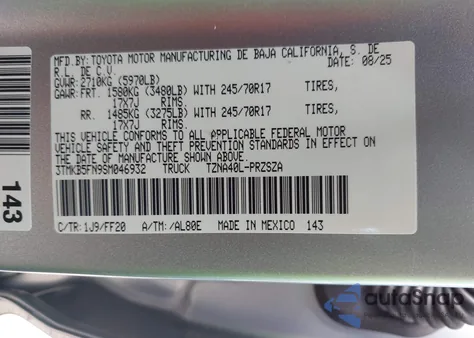 MFD.BY: TOYOTA MOTOR MANUFACTURING DE BAJA CALIFORNIA, S. DE
R.L. DE C.V. DATE: 08/25
GVWR: 2710KG (5970LB)
GAWR: FRT. 1580KG (3480LB) WITH 245/70R17 TIRES,
17X7J RIMS.
RR. 1485KG (3275LB) WITH 245/70R17 TIRES,
17X7J RIMS.
THIS VEHICLE CONFORMS TO ALL APPLICABLE FEDERAL MOTOR
VEHICLE SAFETY AND THEFT PREVENTION STANDARDS IN EFFECT
ON THE DATE OF MANUFACTURE SHOWN ABOVE.
3TMKB5FN9SM046932 TRUCK TZNA40L-PRZSZA
C/TR: 1J9/FF20 A/TM: /AL80E MADE IN MEXICO 143
143
autoSnap